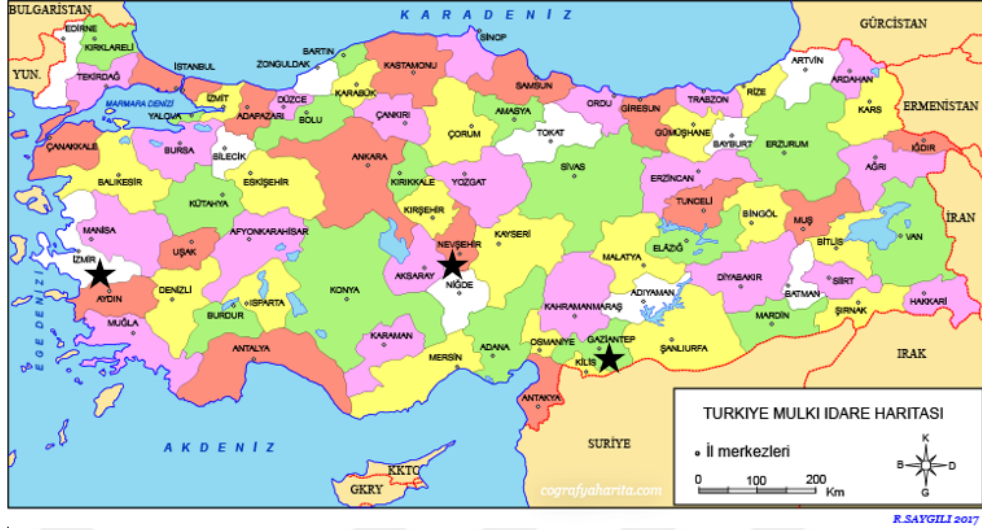 BULGARİSTAN
KARADENİZ
GÜRCİSTAN
EDİRNE
KIRKLARELİ
SİNOP
BARTIN
ZONGULDAK
KASTAMONU
ARTVİN
ARDAHAN
YUN.
TEKİRDAĞ
İSTANBUL
SAMSUN
RİZE
KARS
ERMENİSTAN
MARMARA DENİZİ
İZMİT
DÜZCE
KARABÜK
ORDU
GİRESUN
TRABZON
YALOVA
ADAPAZARI
BOLU
ÇANKIRI
AMASYA
ÇORUM
TOKAT
GÜMÜŞHANE
BAYBURT
ERZURUM
IĞDIR
ÇANAKKALE
BURSA
BİLECİK
ANKARA
SİVAS
AĞRI
BALIKESİR
ESKİŞEHİR
KIRIKKALE
YOZGAT
ERZİNCAN
KÜTAHYA
KIRŞEHİR
TUNCELİ
BİNGÖL
MUŞ
İRAN
MANİSA
UŞAK
AFYONKARAHİSAR
NEVŞEHİR
KAYSERİ
ELÂZIĞ
BİTLİS
VAN
İZMİR
MALATYA
AKSARAY
DİYABAKIR
SİİRT
AYDIN
DENİZLİ
ISPARTA
KONYA
NİĞDE
ADIYAMAN
BATMAN
HAKKARİ
BURDUR
KAHRAMANMARAŞ
MARDİN
ŞIRNAK
MUĞLA
ANTALYA
KARAMAN
MERSİN
ADANA
OSMANİYE
GAZİANTEP
ŞANLIURFA
KİLİS
EGEDENİZİ
IRAK
ANTAKYA
AKDENİZ
SURİYE
KKTC
GKRY
TURKIYE MULKI IDARE HARITASI
İl merkezleri
0 100 200
Km
K
B D
G
cografyaharita.com
R.SAYGILI 2017